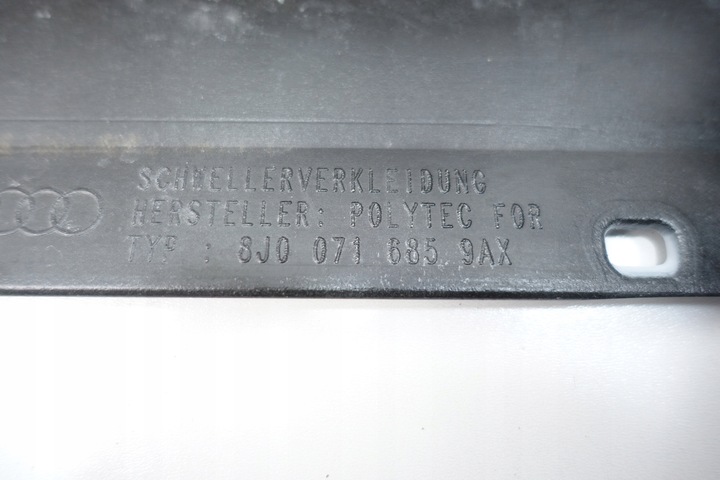 SCHWELLERVERKLEIDUNG
HERSTELLER: POLYTEC FOR
TYP : 8J0 071 685 9AX